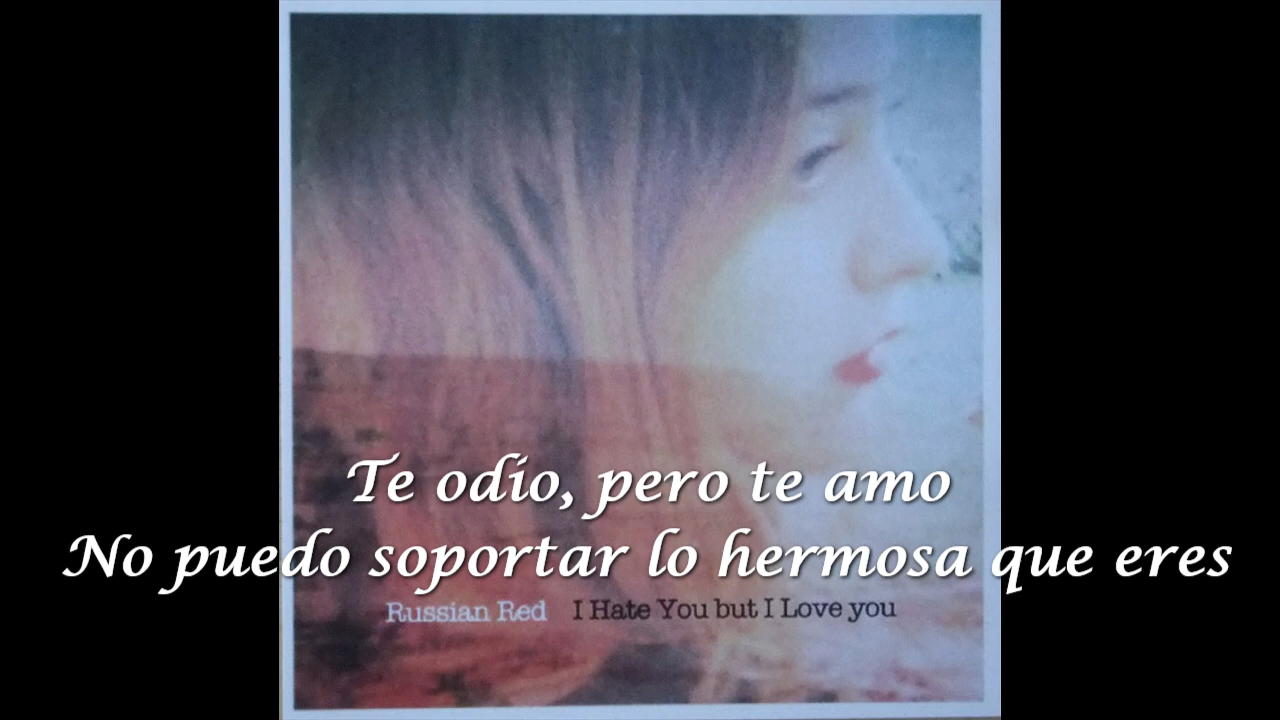 Te odio, pero te amo
No puedo soportar lo hermosa que eres
Russian Red I Hate You but I Love you